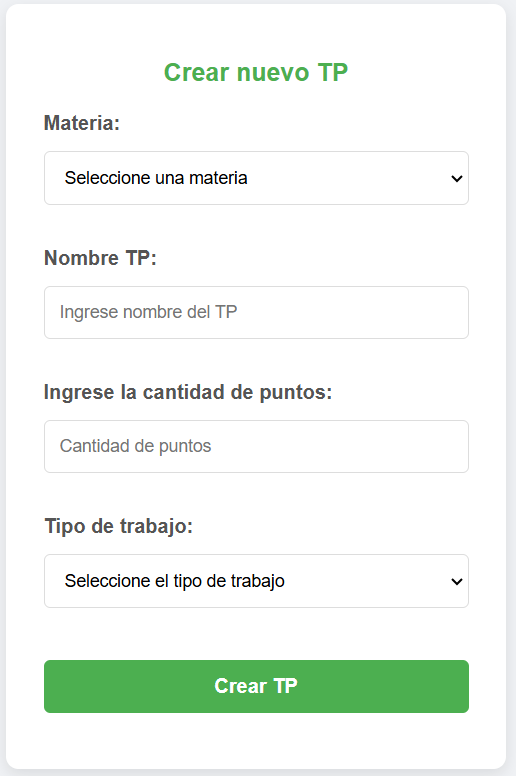 Crear nuevo TP
Materia:
Seleccione una materia
Nombre TP:
Ingrese nombre del TP
Ingrese la cantidad de puntos:
Cantidad de puntos
Tipo de trabajo:
Seleccione el tipo de trabajo
Crear TP